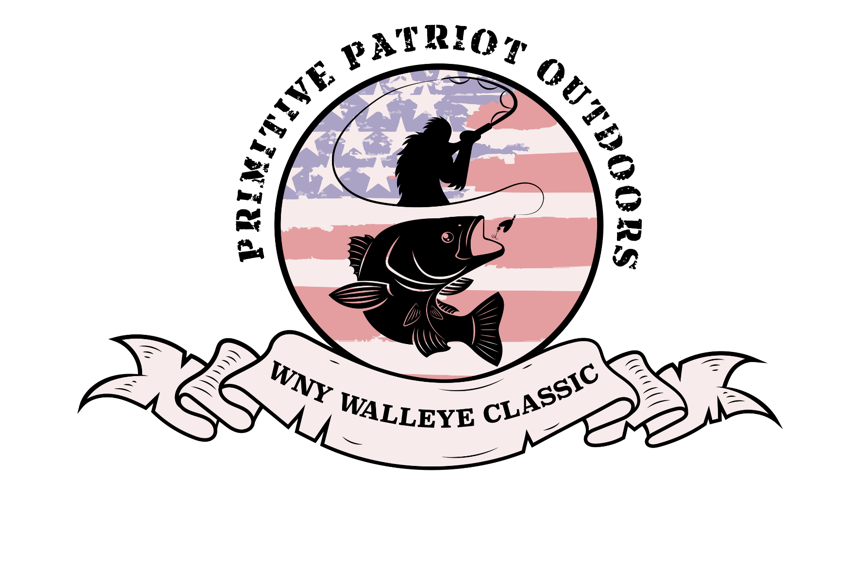 PRIMITIVE PATRIOT OUTDOORS
WNY WALLEYE CLASSIC